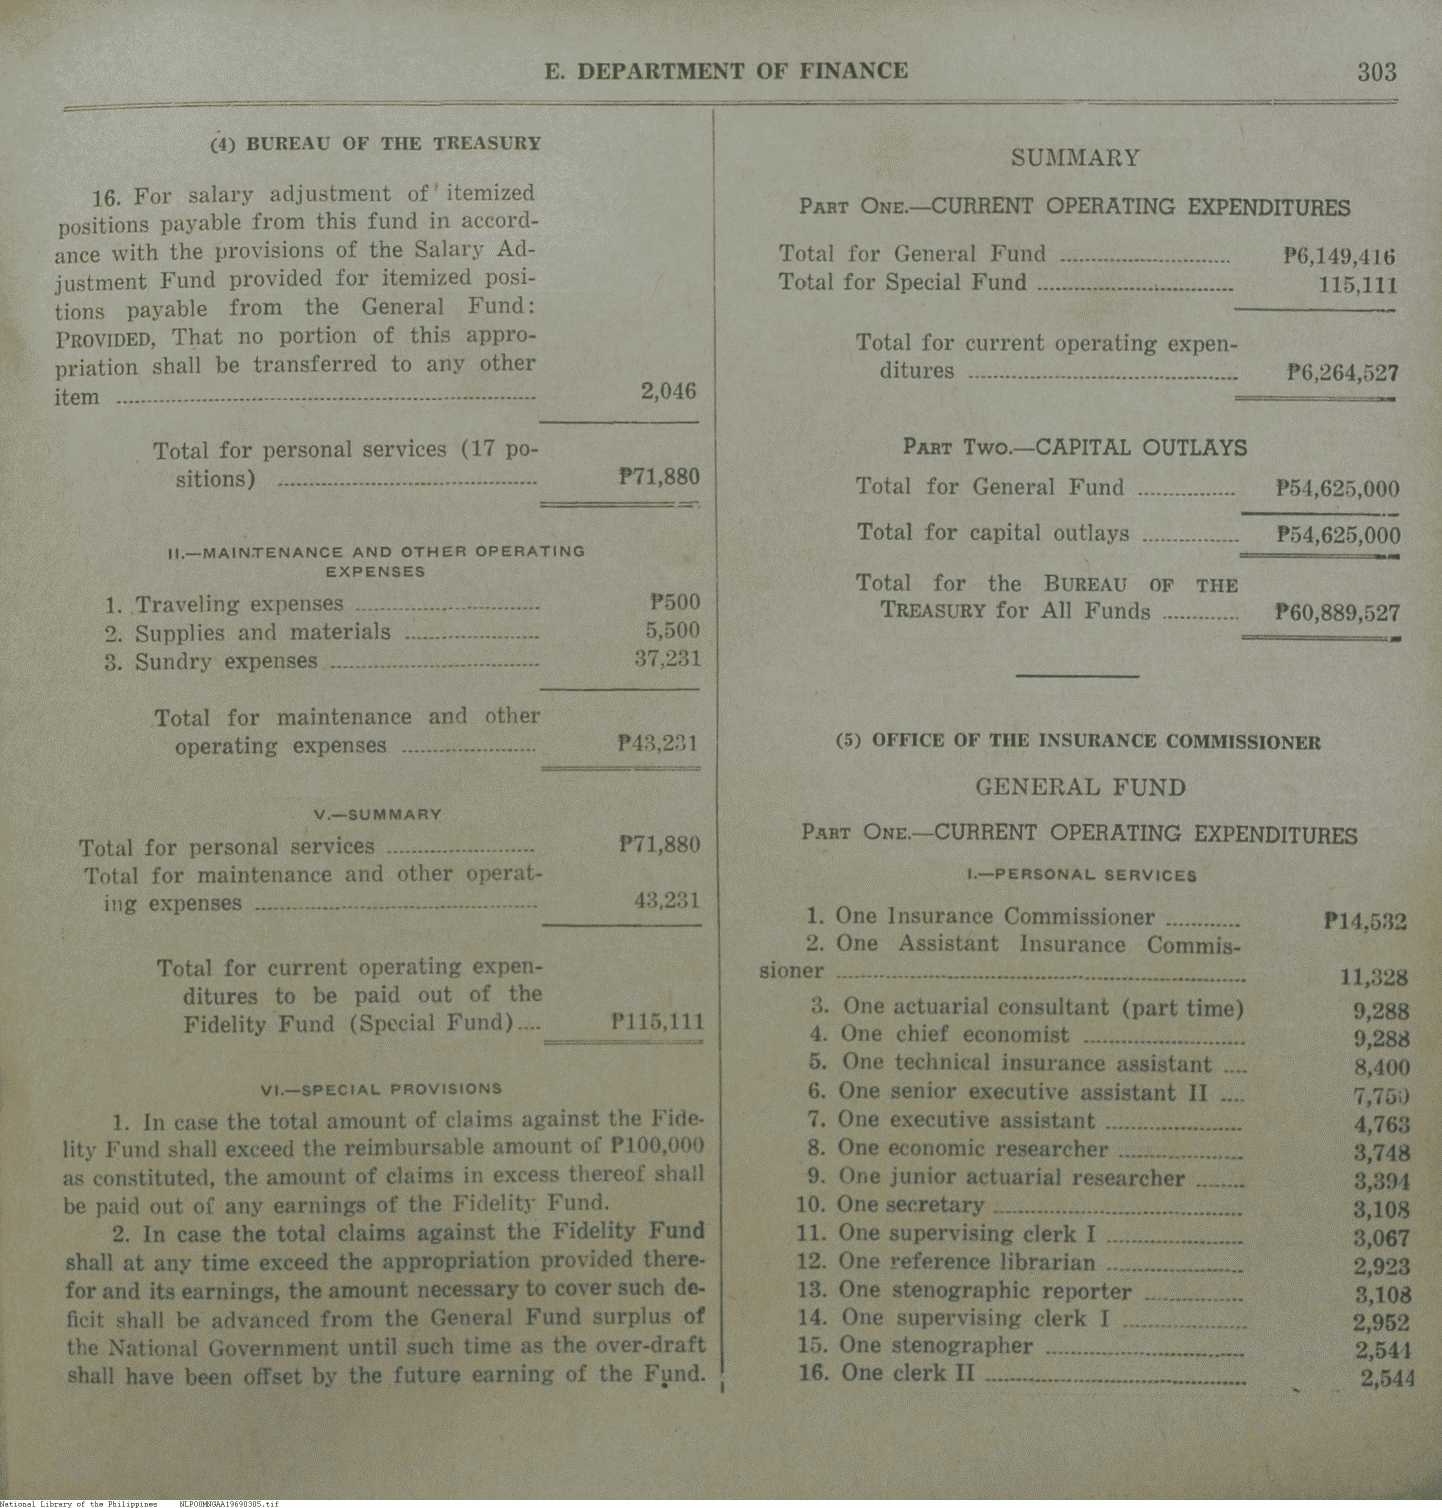 E. DEPARTMENT OF FINANCE 303
(4) BUREAU OF THE TREASURY
16. For salary adjustment of itemized
positions payable from this fund in accord-
ance with the provisions of the Salary Ad-
justment Fund provided for itemized posi-
tions payable from the General Fund:
PROVIDED, That no portion of this appro-
priation shall be transferred to any other
item ........ 2,046
Total for personal services (17 po-
sitions) ........ ₱71,880
II.—MAINTENANCE AND OTHER OPERATING
EXPENSES
1. Traveling expenses ........ ₱500
2. Supplies and materials ........ 5,500
3. Sundry expenses ........ 37,231
Total for maintenance and other
operating expenses ........ ₱43,231
V.—SUMMARY
Total for personal services ........ ₱71,880
Total for maintenance and other operat-
ing expenses ........ 43,231
Total for current operating expen-
ditures to be paid out of the
Fidelity Fund (Special Fund).... ₱115,111
VI.—SPECIAL PROVISIONS
1. In case the total amount of claims against the Fide-
lity Fund shall exceed the reimbursable amount of ₱100,000
as constituted, the amount of claims in excess thereof shall
be paid out of any earnings of the Fidelity Fund.
2. In case the total claims against the Fidelity Fund
shall at any time exceed the appropriation provided there-
for and its earnings, the amount necessary to cover such de-
ficit shall be advanced from the General Fund surplus of
the National Government until such time as the over-draft
shall have been offset by the future earning of the Fund.
SUMMARY
PART ONE.—CURRENT OPERATING EXPENDITURES
Total for General Fund ........ ₱6,149,416
Total for Special Fund ........ 115,111
Total for current operating expen-
ditures ........ ₱6,264,527
PART TWO.—CAPITAL OUTLAYS
Total for General Fund ........ ₱54,625,000
Total for capital outlays ........ ₱54,625,000
Total for the BUREAU OF THE
TREASURY for All Funds ........ ₱60,889,527
(5) OFFICE OF THE INSURANCE COMMISSIONER
GENERAL FUND
PART ONE.—CURRENT OPERATING EXPENDITURES
I.—PERSONAL SERVICES
1. One Insurance Commissioner ........ ₱14,532
2. One Assistant Insurance Commis-
sioner ........ 11,328
3. One actuarial consultant (part time) 9,288
4. One chief economist ........ 9,288
5. One technical insurance assistant .... 8,400
6. One senior executive assistant II .... 7,750
7. One executive assistant ........ 4,763
8. One economic researcher ........ 3,748
9. One junior actuarial researcher ........ 3,394
10. One secretary ........ 3,108
11. One supervising clerk I ........ 3,067
12. One reference librarian ........ 2,923
13. One stenographic reporter ........ 3,108
14. One supervising clerk I ........ 2,952
15. One stenographer ........ 2,544
16. One clerk II ........ 2,544
National Library of the Philippines NLPOOMNGAA19690305.tif